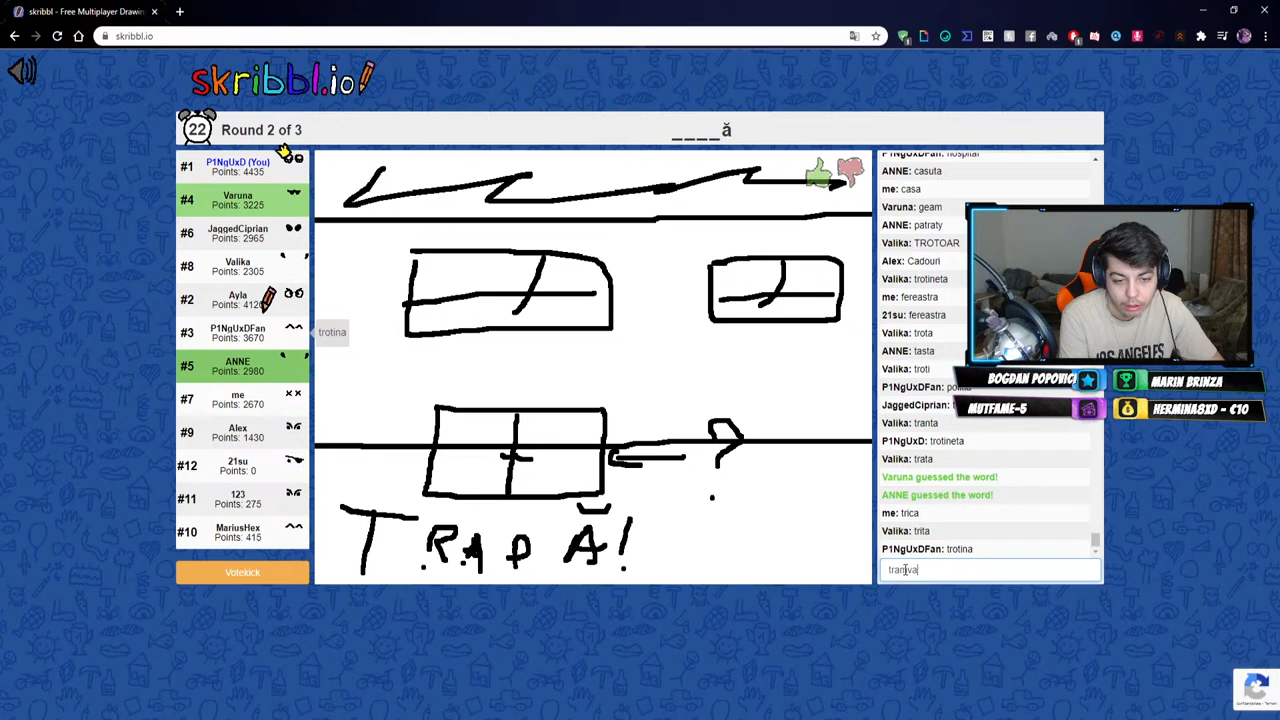 skribbl - Free Multiplayer Drawin
skribbl.io
skribbl.io
22
Round 2 of 3
____ă
#1
P1NgUxD (You)
Points: 4435
#4
Varuna
Points: 3225
#6
JaggedCiprian
Points: 2965
#8
Valika
Points: 2305
#2
Ayla
#3
P1NgUxDFan
Points: 3670
#5
ANNE
Points: 2980
#7
me
Points: 2670
#9
Alex
Points: 1430
#12
21su
Points: 0
#11
123
Points: 275
#10
MariusHex
Points: 415
Votekick
trotina
?
P1NgUxDFan: hospital
ANNE: casuta
me: casa
Varuna: geam
ANNE: patraty
Valika: TROTOAR
Alex: Cadouri
Valika: trotineta
me: fereastra
21su: fereastra
Valika: trota
ANNE: tasta
Valika: troti
P1NgUxDFan:
JaggedCiprian:
Valika: tranta
P1NgUxD: trotineta
Valika: trata
Varuna guessed the word!
ANNE guessed the word!
me: trica
Valika: trita
P1NgUxDFan: trotina
LOS ANGELES
BOGDAN POPOVICI
MARIN BRINZA
MUTFAME-5
HERMINA8XD - €10